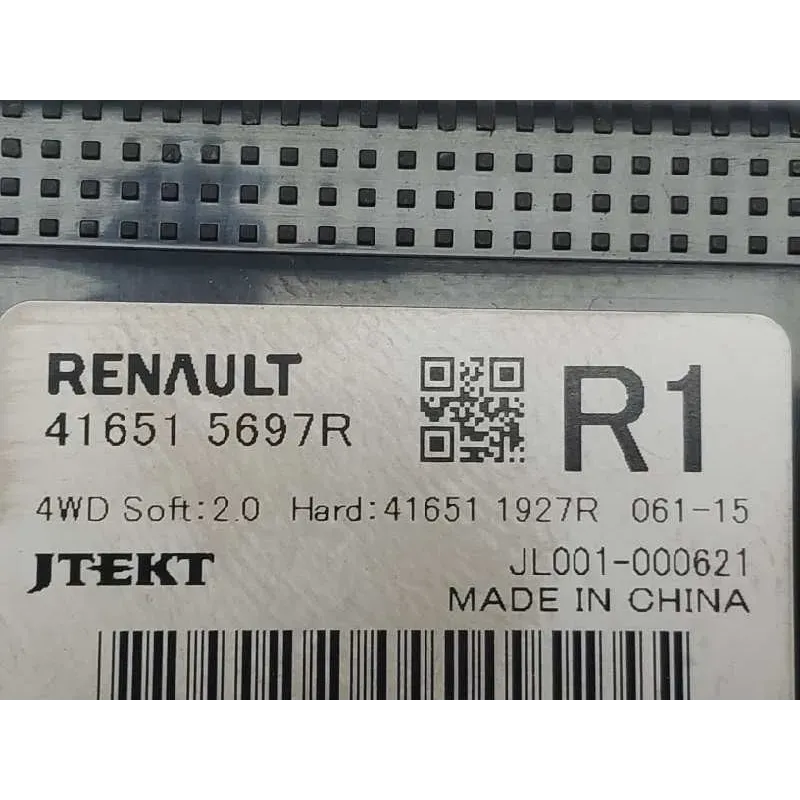 RENAULT
41651 5697R
R1
4WD Soft:2.0 Hard:41651 1927R 061-15
JTEKT
JL001-000621
MADE IN CHINA